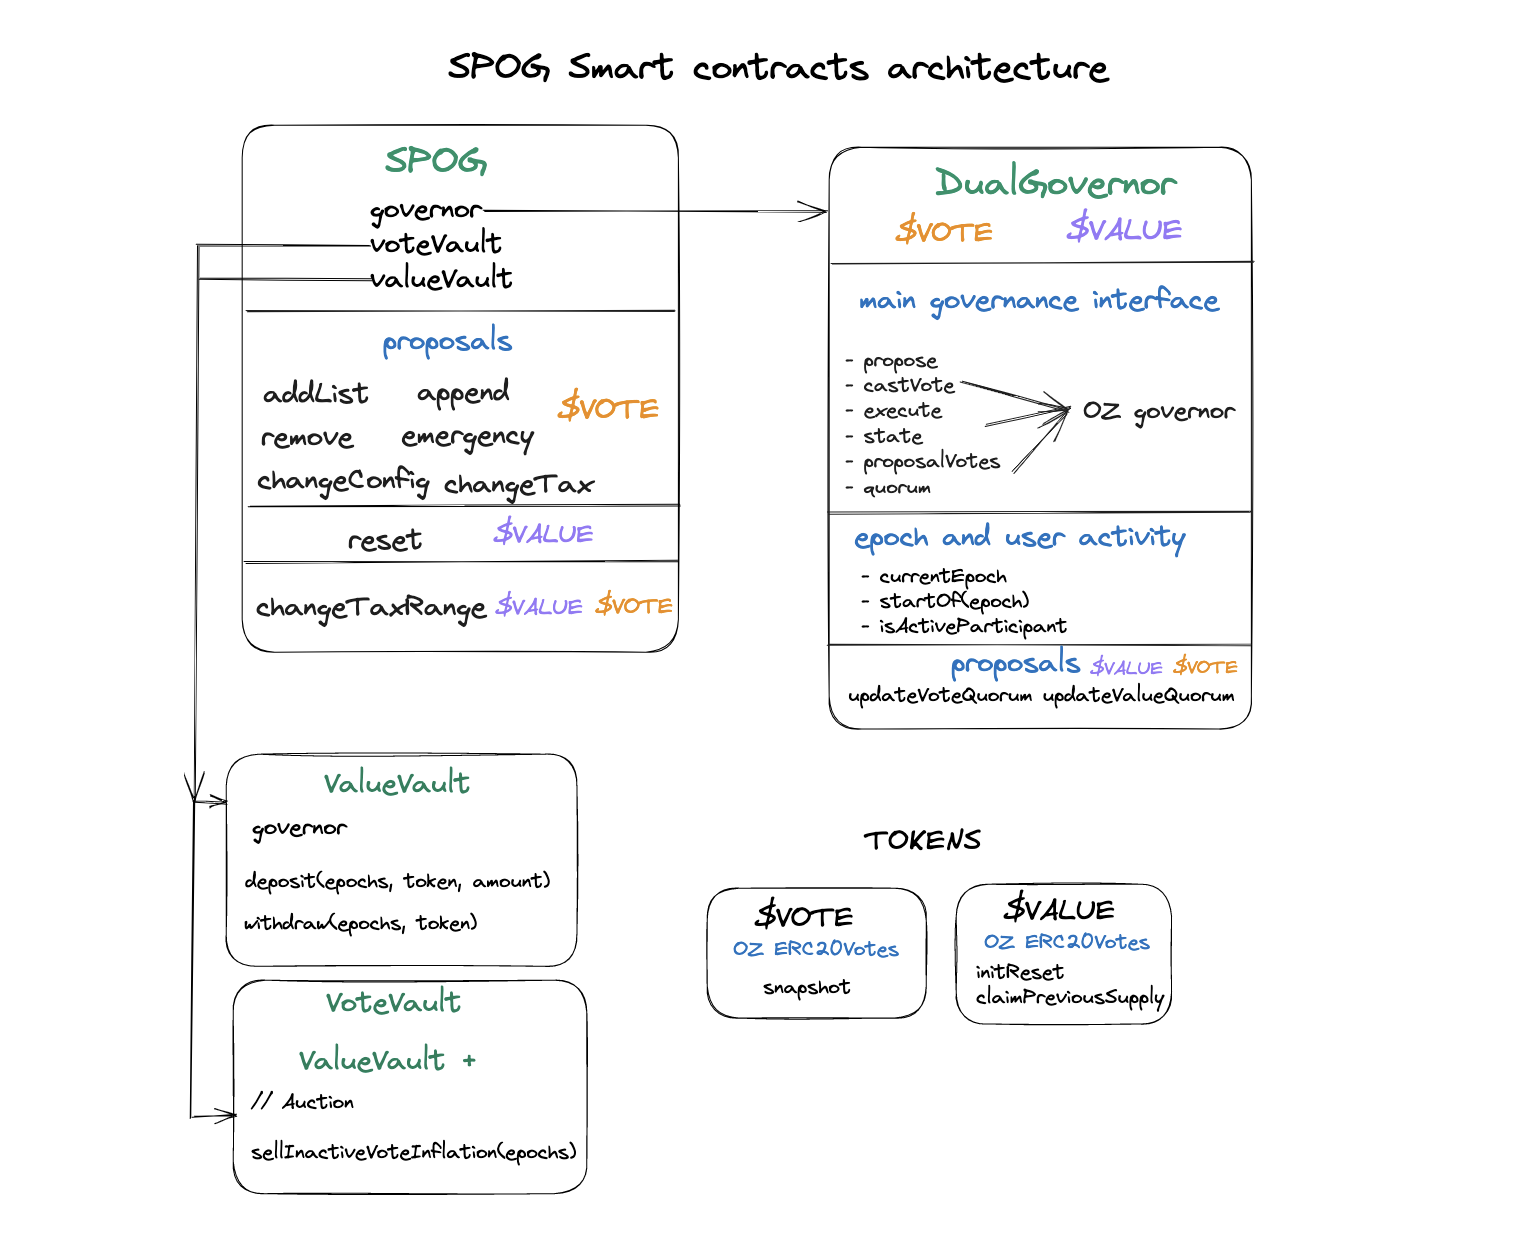 SPOG Smart contracts architecture
SPOG
governor
voteVault
valueVault
proposals
addList append
$VOTE
remove emergency
changeConfig changeTax
reset $VALUE
changeTaxRange $VALUE $VOTE
DualGovernor
$VOTE $VALUE
main governance interface
- propose
- castVote
- execute
- state
- proposalVotes
- quorum
OZ governor
epoch and user activity
- currentEpoch
- startOf(epoch)
- isActiveParticipant
proposals $VALUE $VOTE
updateVoteQuorum updateValueQuorum
ValueVault
governor
deposit(epochs, token, amount)
withdraw(epochs, token)
VoteVault
ValueVault +
// Auction
sellInactiveVoteInflation(epochs)
TOKENS
$VOTE
OZ ERC20Votes
snapshot
$VALUE
OZ ERC20Votes
initReset
claimPreviousSupply